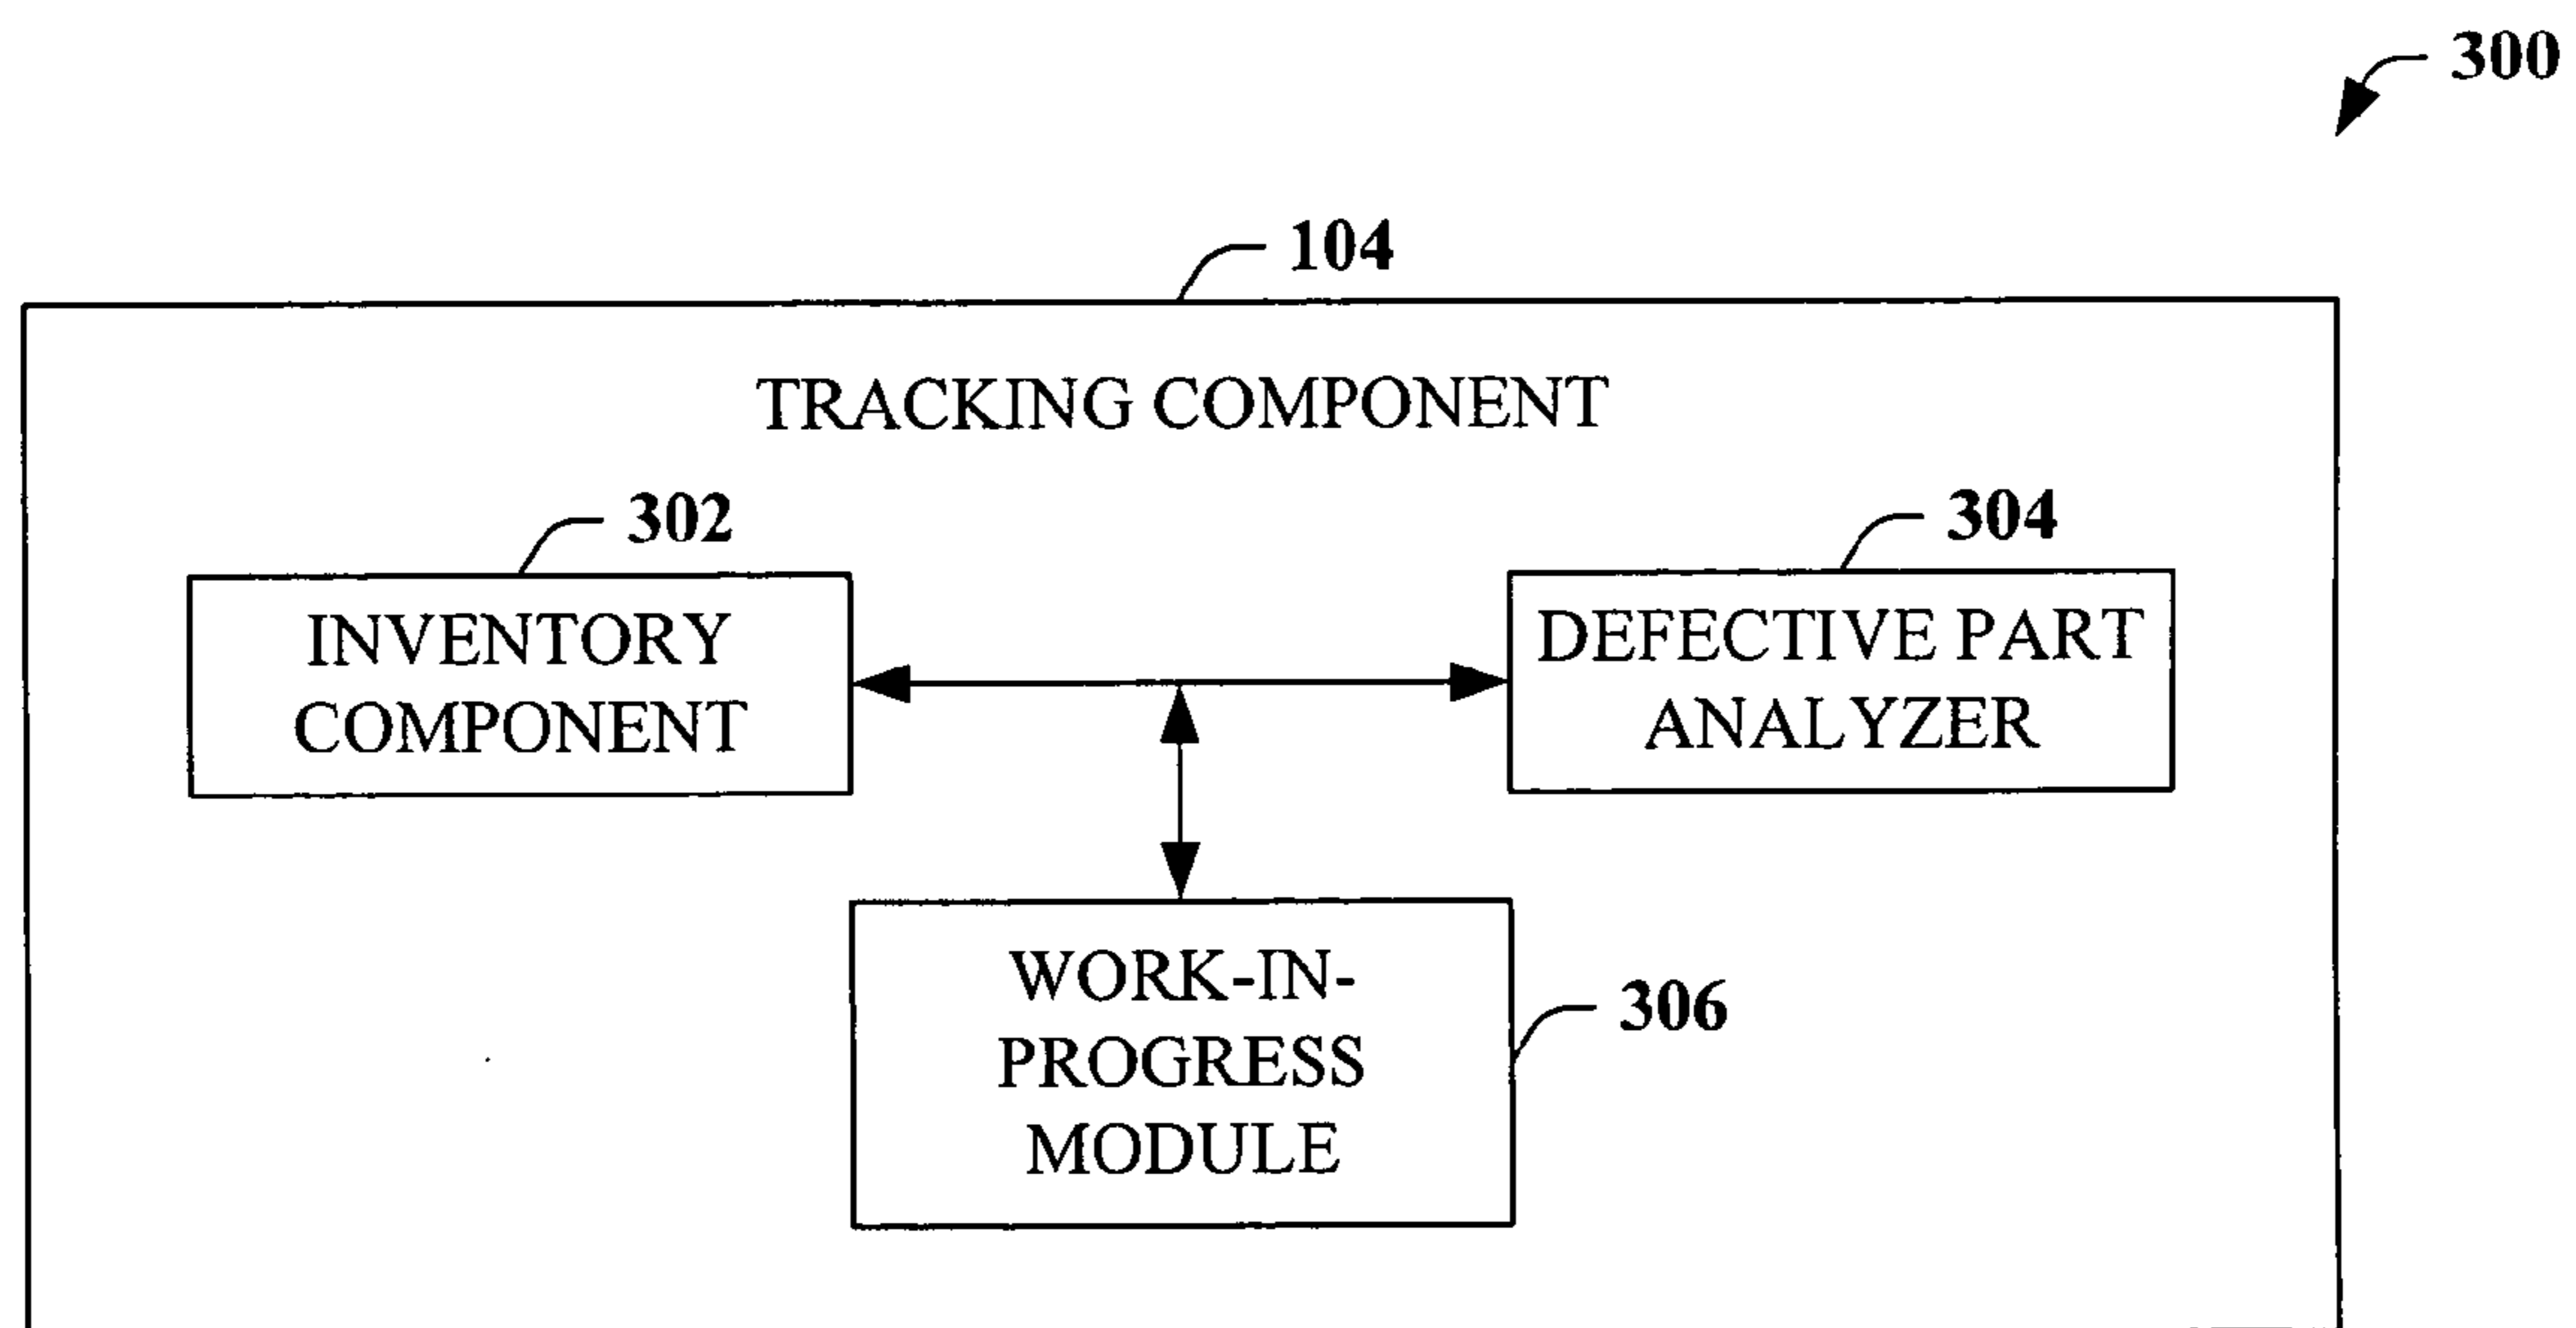 300
104
TRACKING COMPONENT
302
304
INVENTORY
COMPONENT
DEFECTIVE PART
ANALYZER
WORK-IN-
PROGRESS
MODULE
306